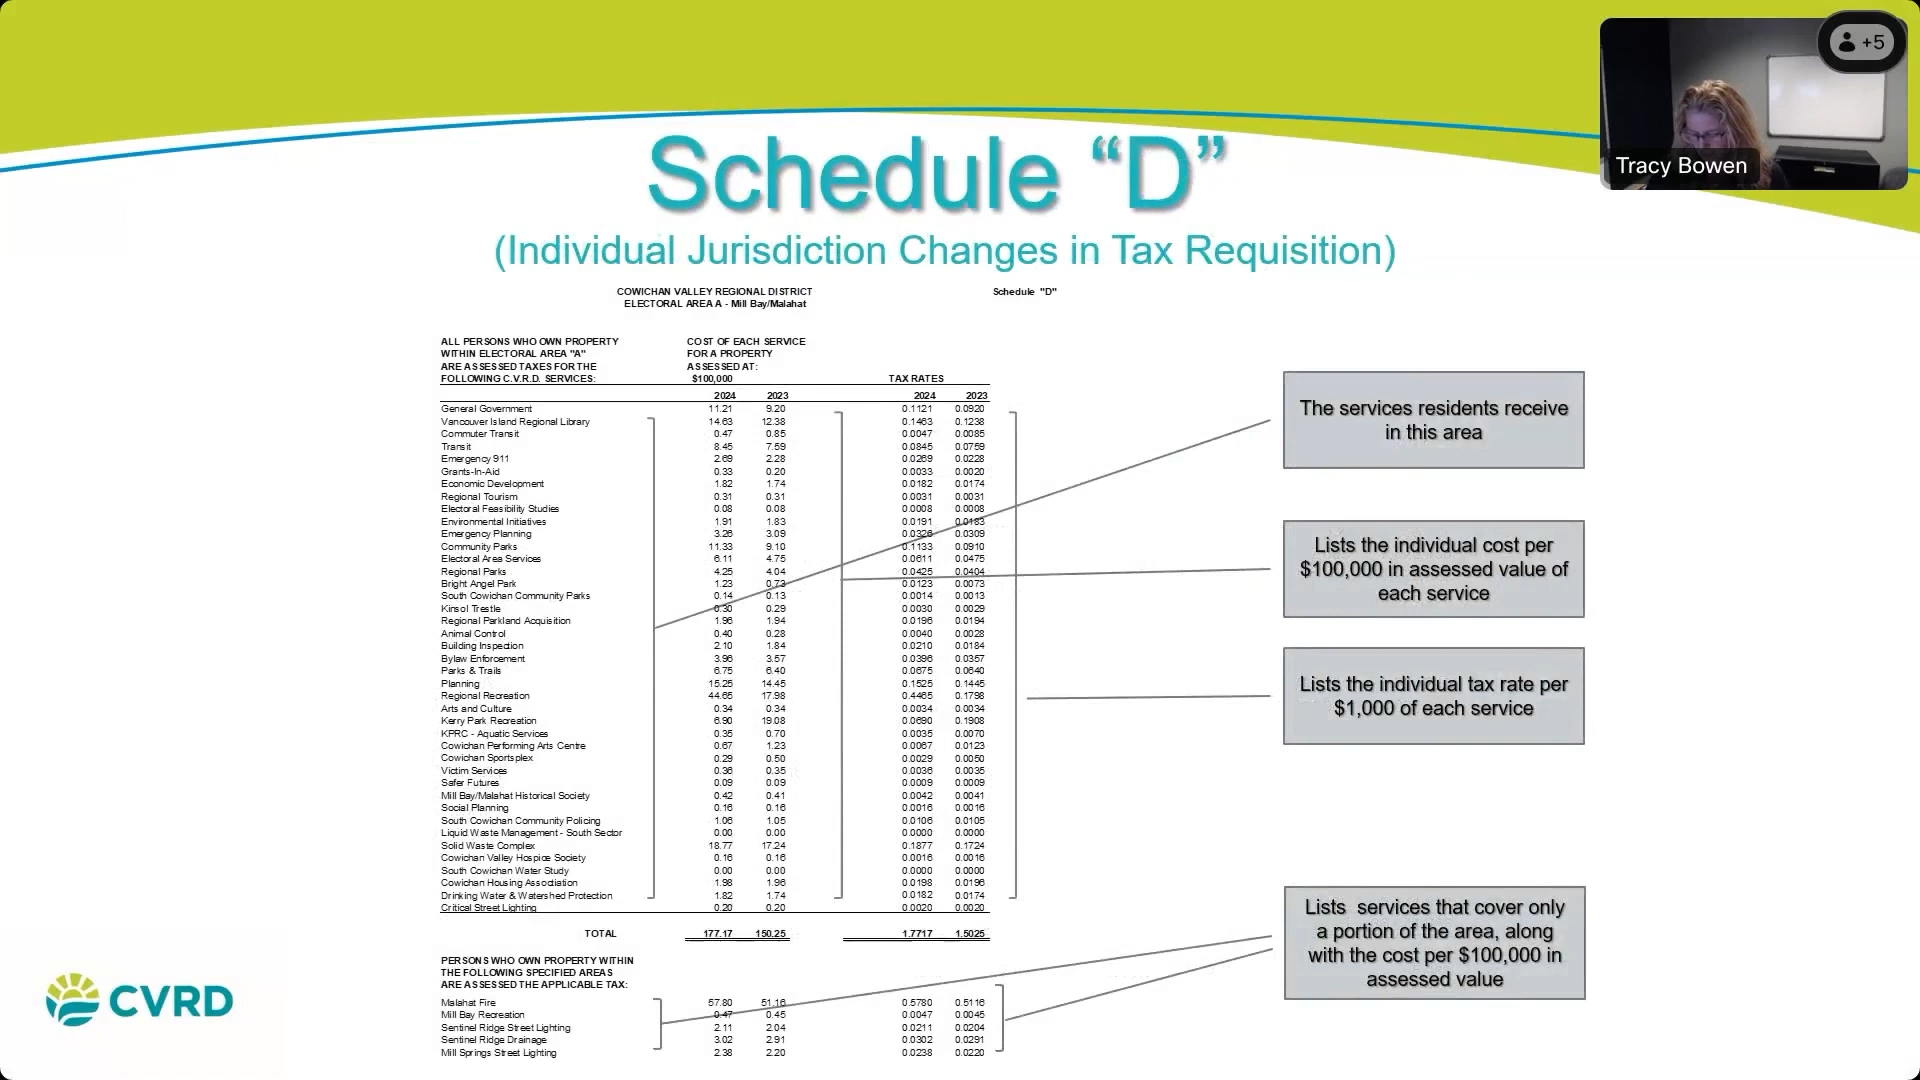 +5
Tracy Bowen
Schedule “D”
(Individual Jurisdiction Changes in Tax Requisition)
COWICHAN VALLEY REGIONAL DISTRICT Schedule "D"
ELECTORAL AREA A - Mill Bay/Malahat
ALL PERSONS WHO OWN PROPERTY COST OF EACH SERVICE
WITHIN ELECTORAL AREA "A" FOR A PROPERTY
ARE ASSESSED TAXES FOR THE ASSESSED AT:
FOLLOWING C.V.R.D. SERVICES: $100,000 TAX RATES
2024 2023 2024 2023
General Government 11.21 9.20 0.1121 0.0920
Vancouver Island Regional Library 14.63 12.38 0.1463 0.1238
Commuter Transit 0.47 0.85 0.0047 0.0085
Transit 8.45 7.59 0.0845 0.0759
Emergency 911 2.69 2.28 0.0269 0.0228
Grants-In-Aid 0.33 0.20 0.0033 0.0020
Economic Development 1.82 1.74 0.0182 0.0174
Regional Tourism 0.31 0.31 0.0031 0.0031
Electoral Feasibility Studies 0.08 0.08 0.0008 0.0008
Environmental Initiatives 1.91 1.83 0.0191 0.0183
Emergency Planning 3.26 3.09 0.0326 0.0309
Community Parks 11.33 9.10 0.1133 0.0910
Electoral Area Services 6.11 4.75 0.0611 0.0475
Regional Parks 4.25 4.04 0.0425 0.0404
Bright Angel Park 1.23 0.73 0.0123 0.0073
South Cowichan Community Parks 0.14 0.13 0.0014 0.0013
Kinsol Trestle 0.30 0.29 0.0030 0.0029
Regional Parkland Acquisition 1.96 1.94 0.0196 0.0194
Animal Control 0.40 0.28 0.0040 0.0028
Building Inspection 2.10 1.84 0.0210 0.0184
Bylaw Enforcement 3.96 3.57 0.0396 0.0357
Parks & Trails 6.75 6.40 0.0675 0.0640
Planning 15.25 14.45 0.1525 0.1445
Regional Recreation 44.65 17.98 0.4465 0.1798
Arts and Culture 0.34 0.34 0.0034 0.0034
Kerry Park Recreation 6.90 19.08 0.0690 0.1908
KPRC - Aquatic Services 0.35 0.70 0.0035 0.0070
Cowichan Performing Arts Centre 0.67 1.23 0.0067 0.0123
Cowichan Sportsplex 0.29 0.50 0.0029 0.0050
Victim Services 0.36 0.35 0.0036 0.0035
Safer Futures 0.09 0.09 0.0009 0.0009
Mill Bay/Malahat Historical Society 0.42 0.41 0.0042 0.0041
Social Planning 0.16 0.16 0.0016 0.0016
South Cowichan Community Policing 1.06 1.05 0.0106 0.0105
Liquid Waste Management - South Sector 0.00 0.00 0.0000 0.0000
Solid Waste Complex 18.77 17.24 0.1877 0.1724
Cowichan Valley Hospice Society 0.16 0.16 0.0016 0.0016
South Cowichan Water Study 0.00 0.00 0.0000 0.0000
Cowichan Housing Association 1.98 1.96 0.0198 0.0196
Drinking Water & Watershed Protection 1.82 1.74 0.0182 0.0174
Critical Street Lighting 0.20 0.20 0.0020 0.0020
TOTAL 177.17 150.25 1.7717 1.5025
PERSONS WHO OWN PROPERTY WITHIN
THE FOLLOWING SPECIFIED AREAS
ARE ASSESSED THE APPLICABLE TAX:
Malahat Fire 57.80 51.16 0.5780 0.5116
Mill Bay Recreation 0.47 0.45 0.0047 0.0045
Sentinel Ridge Street Lighting 2.11 2.04 0.0211 0.0204
Sentinel Ridge Drainage 3.02 2.91 0.0302 0.0291
Mill Springs Street Lighting 2.38 2.20 0.0238 0.0220
The services residents receive
in this area
Lists the individual cost per
$100,000 in assessed value of
each service
Lists the individual tax rate per
$1,000 of each service
Lists services that cover only
a portion of the area, along
with the cost per $100,000 in
assessed value
CVRD